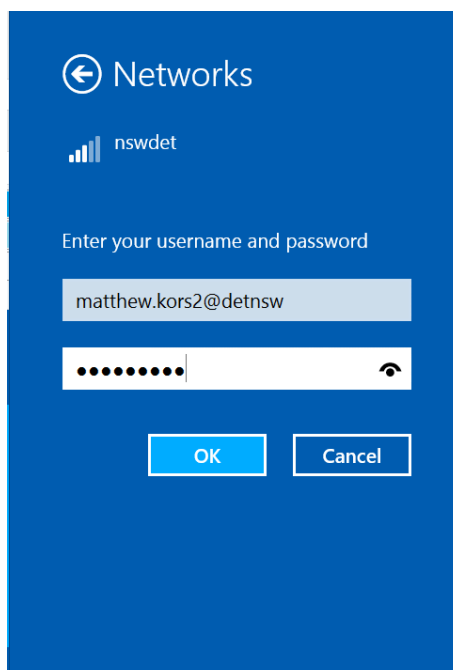 Networks
nswdet
Enter your username and password
matthew.kors2@detnsw
●●●●●●●●●
OK
Cancel